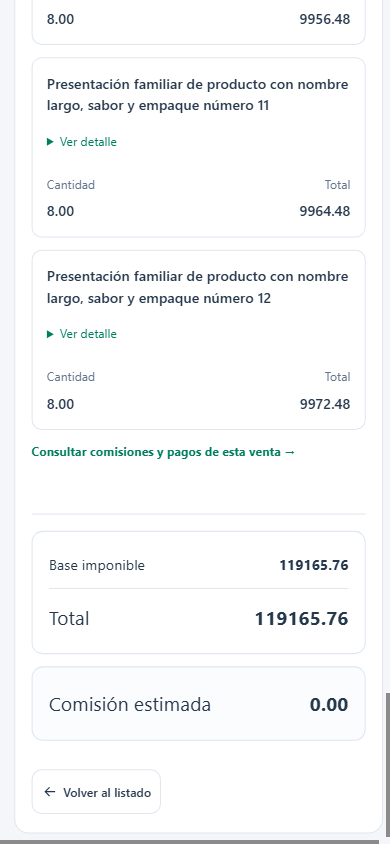 8.00 9956.48
Presentación familiar de producto con nombre
largo, sabor y empaque número 11
▶ Ver detalle
Cantidad Total
8.00 9964.48
Presentación familiar de producto con nombre
largo, sabor y empaque número 12
▶ Ver detalle
Cantidad Total
8.00 9972.48
Consultar comisiones y pagos de esta venta →
Base imponible 119165.76
Total 119165.76
Comisión estimada 0.00
← Volver al listado